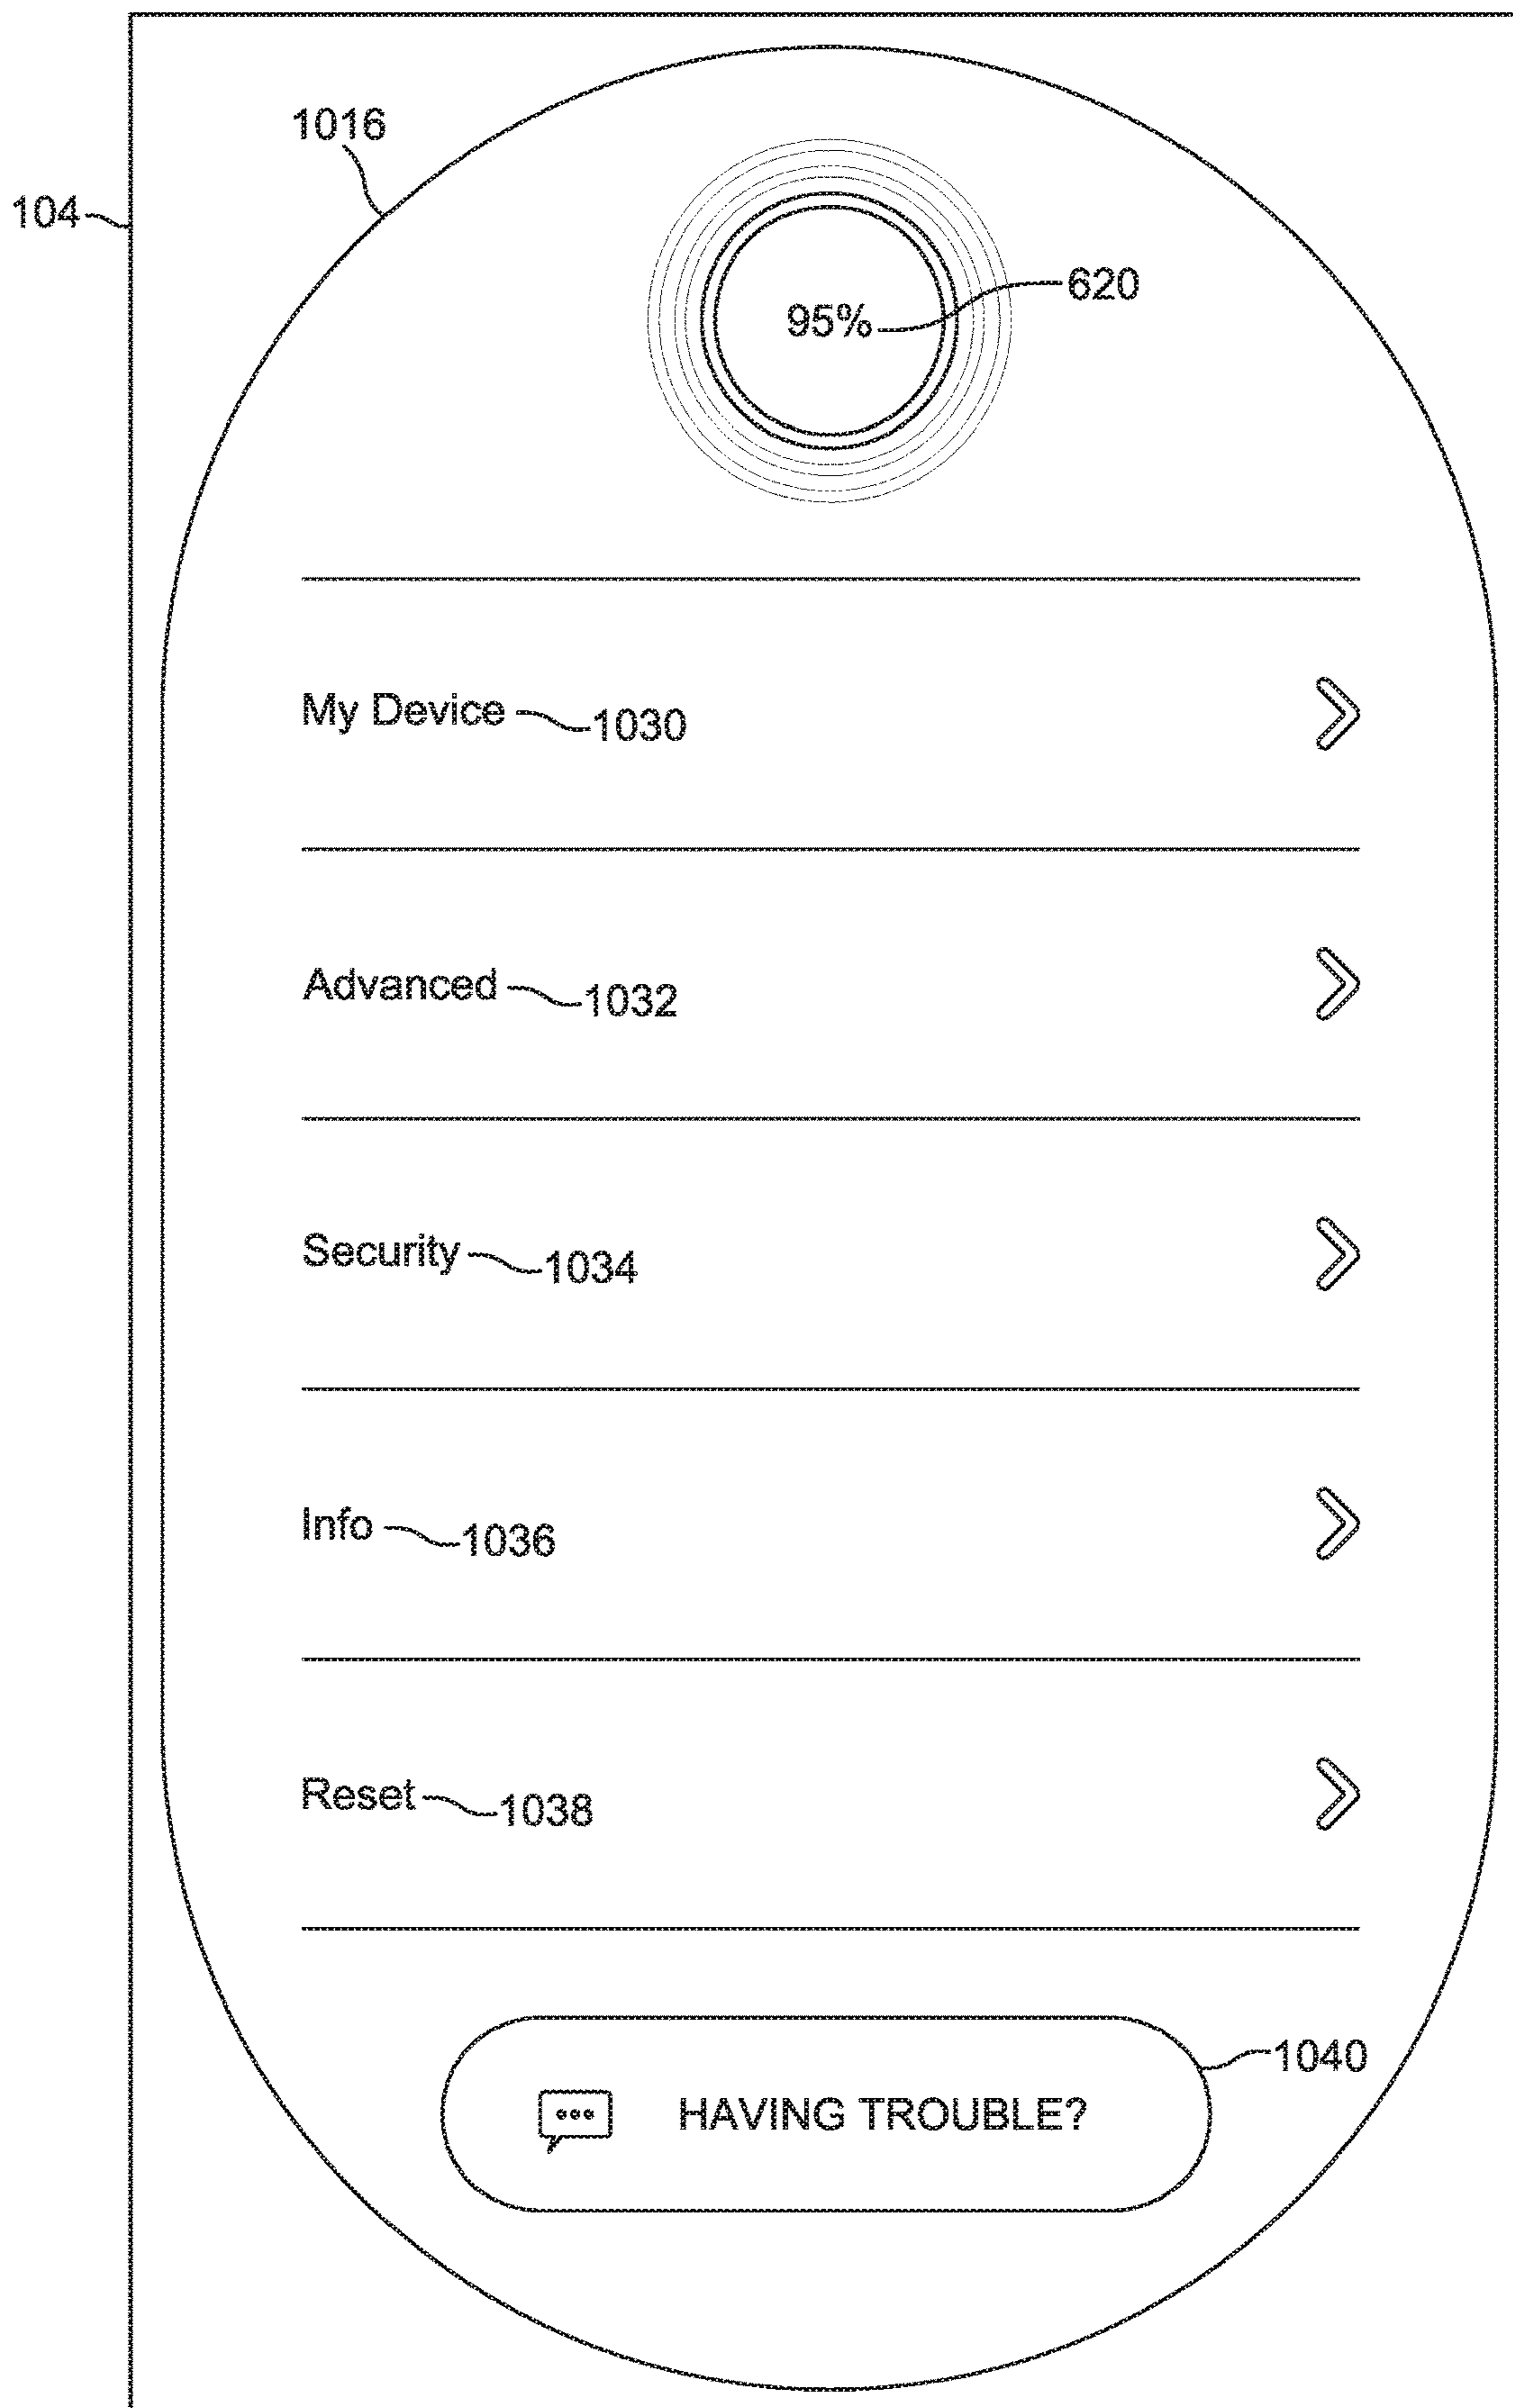 1016
104
620
95%
My Device 1030
Advanced 1032
Security 1034
Info 1036
Reset 1038
1040
HAVING TROUBLE?